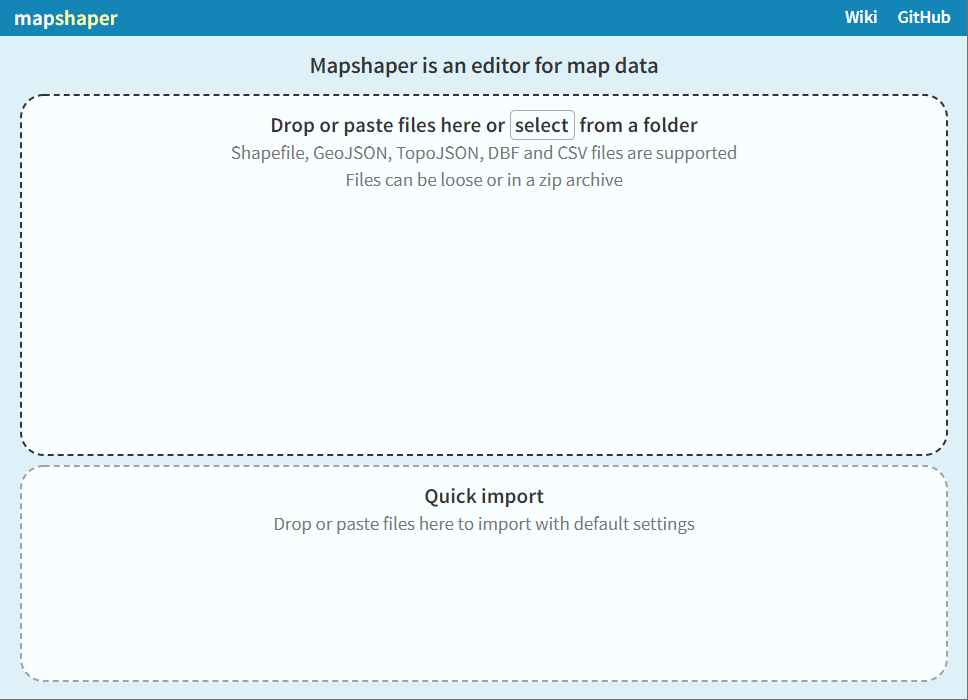 mapshaper
Wiki GitHub
Mapshaper is an editor for map data
Drop or paste files here or select from a folder
Shapefile, GeoJSON, TopoJSON, DBF and CSV files are supported
Files can be loose or in a zip archive
Quick import
Drop or paste files here to import with default settings